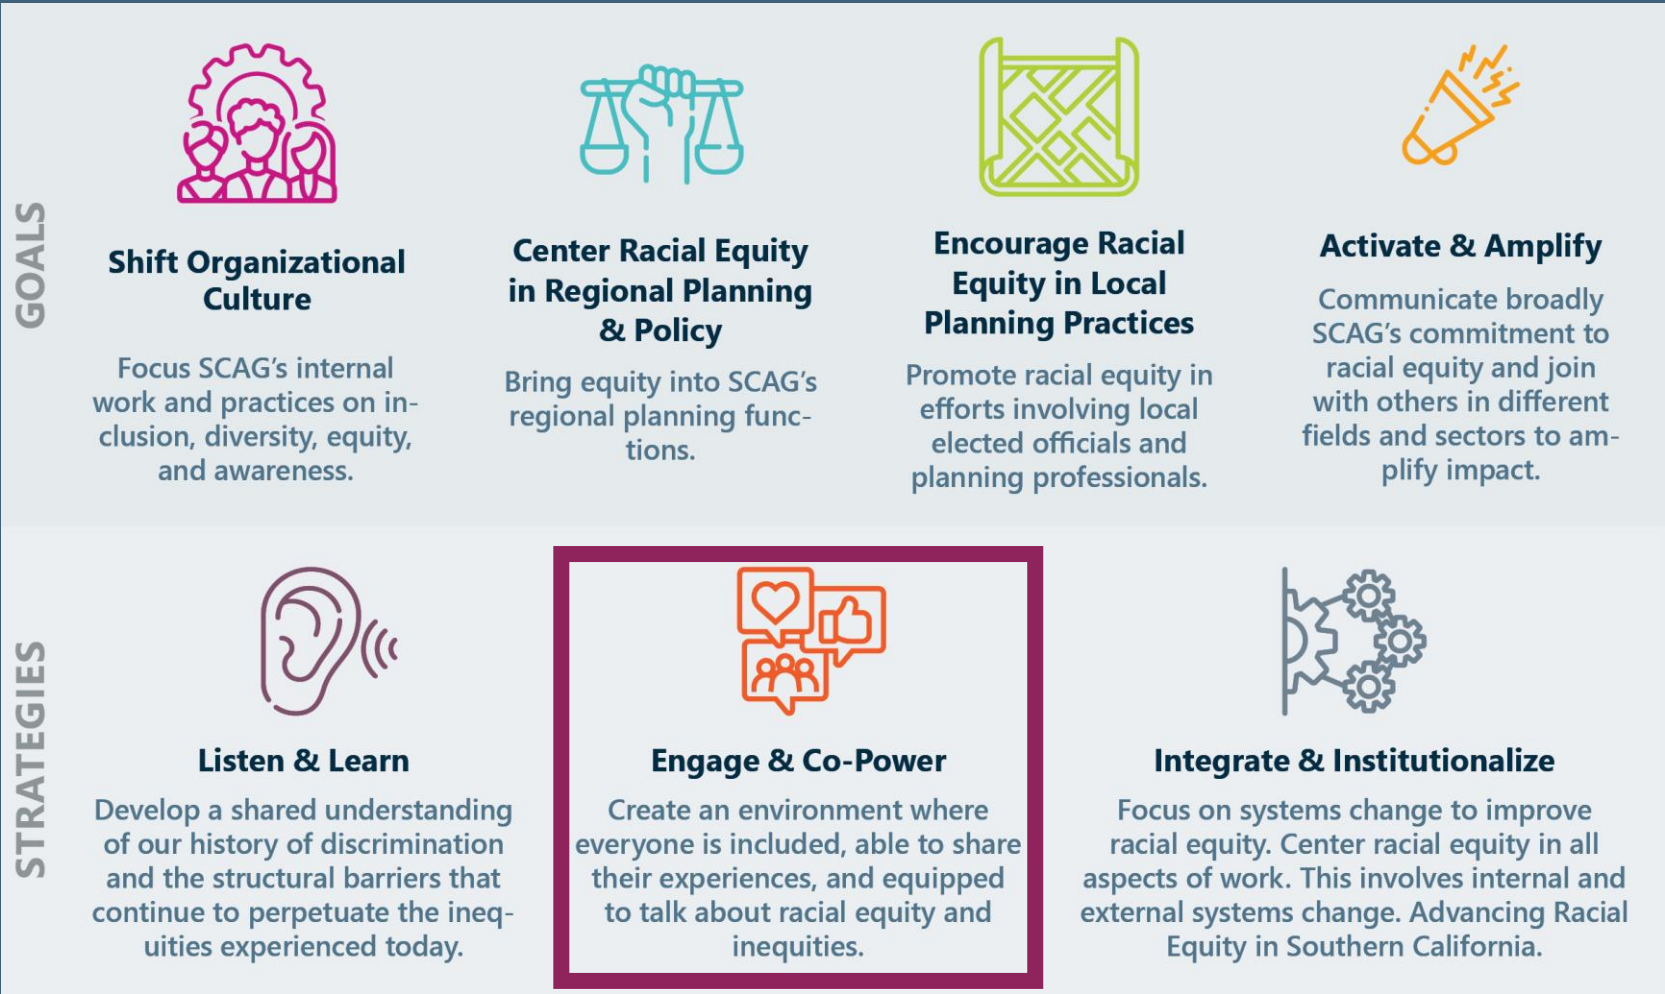 GOALS
Shift Organizational
Culture
Focus SCAG's internal
work and practices on in-
clusion, diversity, equity,
and awareness.
Center Racial Equity
in Regional Planning
& Policy
Bring equity into SCAG's
regional planning func-
tions.
Encourage Racial
Equity in Local
Planning Practices
Promote racial equity in
efforts involving local
elected officials and
planning professionals.
Activate & Amplify
Communicate broadly
SCAG's commitment to
racial equity and join
with others in different
fields and sectors to am-
plify impact.
STRATEGIES
Listen & Learn
Develop a shared understanding
of our history of discrimination
and the structural barriers that
continue to perpetuate the ineq-
uities experienced today.
Engage & Co-Power
Create an environment where
everyone is included, able to share
their experiences, and equipped
to talk about racial equity and
inequities.
Integrate & Institutionalize
Focus on systems change to improve
racial equity. Center racial equity in all
aspects of work. This involves internal and
external systems change. Advancing Racial
Equity in Southern California.